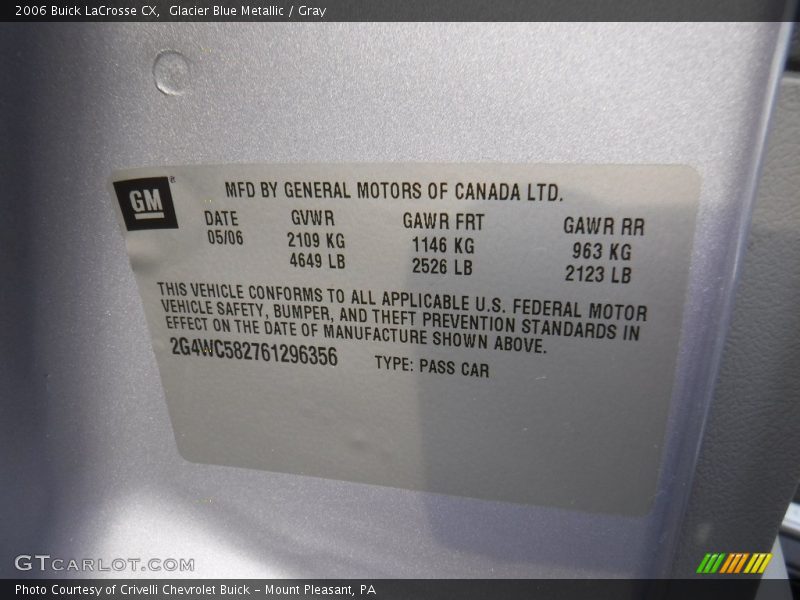 2006 Buick LaCrosse CX,  Glacier Blue Metallic / Gray
GM®
MFD BY GENERAL MOTORS OF CANADA LTD.
DATE GVWR GAWR FRT GAWR RR
05/06 2109 KG 1146 KG 963 KG
4649 LB 2526 LB 2123 LB
THIS VEHICLE CONFORMS TO ALL APPLICABLE U.S. FEDERAL MOTOR
VEHICLE SAFETY, BUMPER, AND THEFT PREVENTION STANDARDS IN
EFFECT ON THE DATE OF MANUFACTURE SHOWN ABOVE.
2G4WC582761296356 TYPE: PASS CAR
GTCARLOT.COM
Photo Courtesy of Crivelli Chevrolet Buick - Mount Pleasant, PA